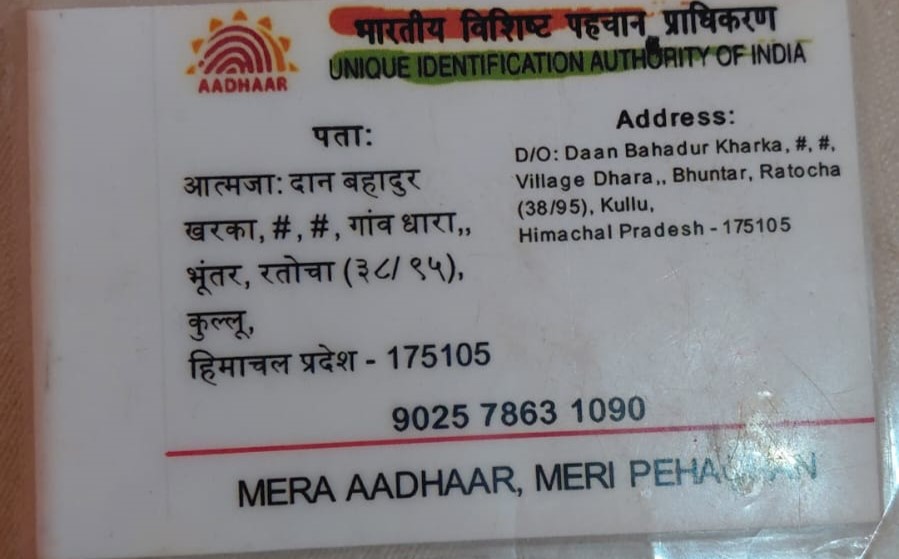 भारतीय विशिष्ट पहचान प्राधिकरण
UNIQUE IDENTIFICATION AUTHORITY OF INDIA
AADHAAR
पता:
आत्मजा: दान बहादुर
खरका, #, #, गांव धारा,,
भूंतर, रतोचा (३८/ ९५),
कुल्लू,
हिमाचल प्रदेश - 175105
Address:
D/O: Daan Bahadur Kharka, #, #,
Village Dhara,, Bhuntar, Ratocha
(38/95), Kullu,
Himachal Pradesh - 175105
9025 7863 1090
MERA AADHAAR, MERI PEHACHAN